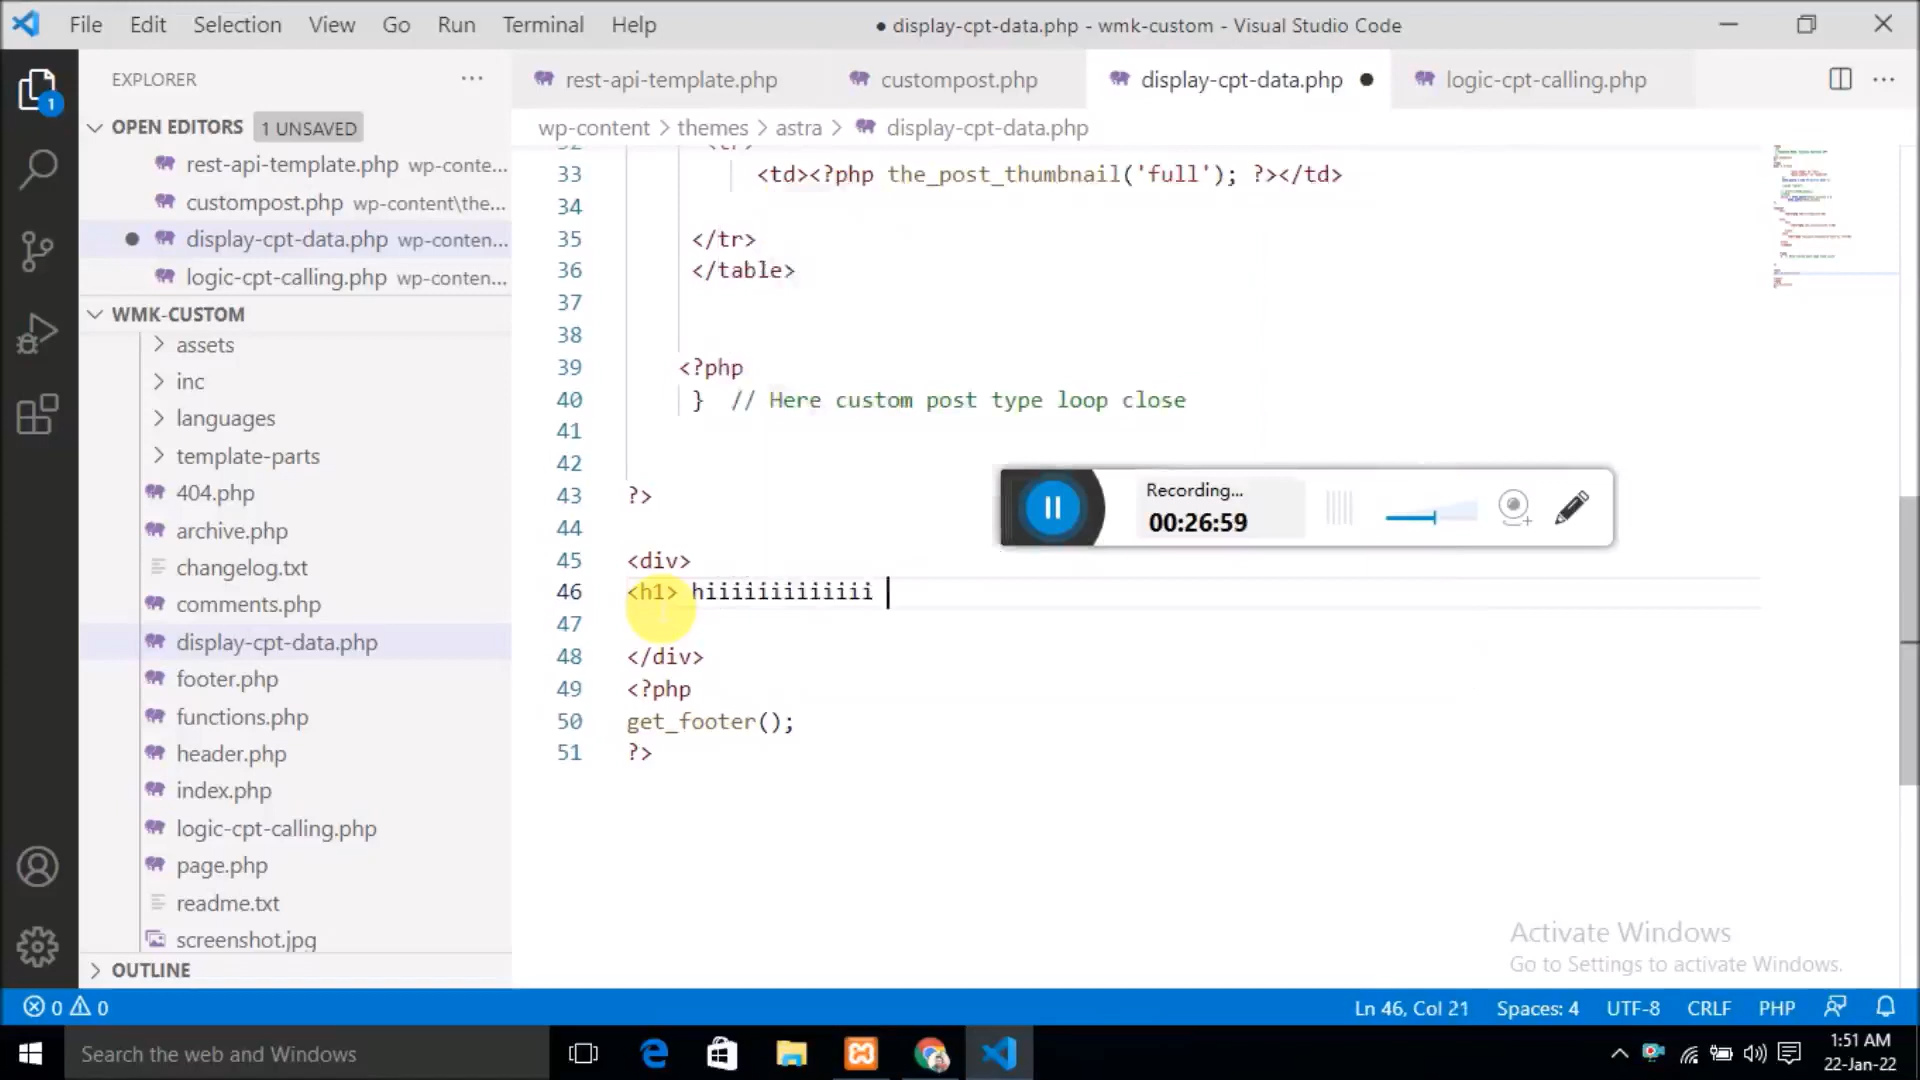 File Edit Selection View Go Run Terminal Help
● display-cpt-data.php - wmk-custom - Visual Studio Code
EXPLORER
rest-api-template.php custompost.php display-cpt-data.php ● logic-cpt-calling.php
1
OPEN EDITORS 1 UNSAVED
rest-api-template.php wp-conte...
custompost.php wp-content\the...
display-cpt-data.php wp-conten...
logic-cpt-calling.php wp-conten...
WMK-CUSTOM
assets
inc
languages
template-parts
404.php
archive.php
changelog.txt
comments.php
display-cpt-data.php
footer.php
functions.php
header.php
index.php
logic-cpt-calling.php
page.php
readme.txt
screenshot.jpg
OUTLINE
wp-content > themes > astra > display-cpt-data.php
32 <tr>
33 <td><?php the_post_thumbnail('full'); ?></td>
34
35 </tr>
36 </table>
37
38
39 <?php
40 } // Here custom post type loop close
41
42
43 ?>
44
45 <div>
46 <h1> hiiiiiiiiiiiii
47
48 </div>
49 <?php
50 get_footer();
51 ?>
Recording...
00:26:59
Activate Windows
Go to Settings to activate Windows.
0 0 Ln 46, Col 21 Spaces: 4 UTF-8 CRLF PHP
Search the web and Windows
1:51 AM
22-Jan-22